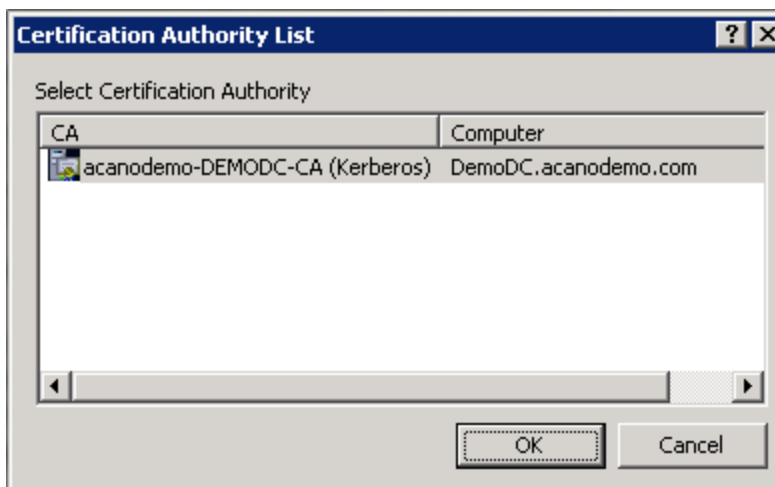 Certification Authority List
Select Certification Authority
CA Computer
acanodemo-DEMODC-CA (Kerberos) DemoDC.acanodemo.com
OK Cancel